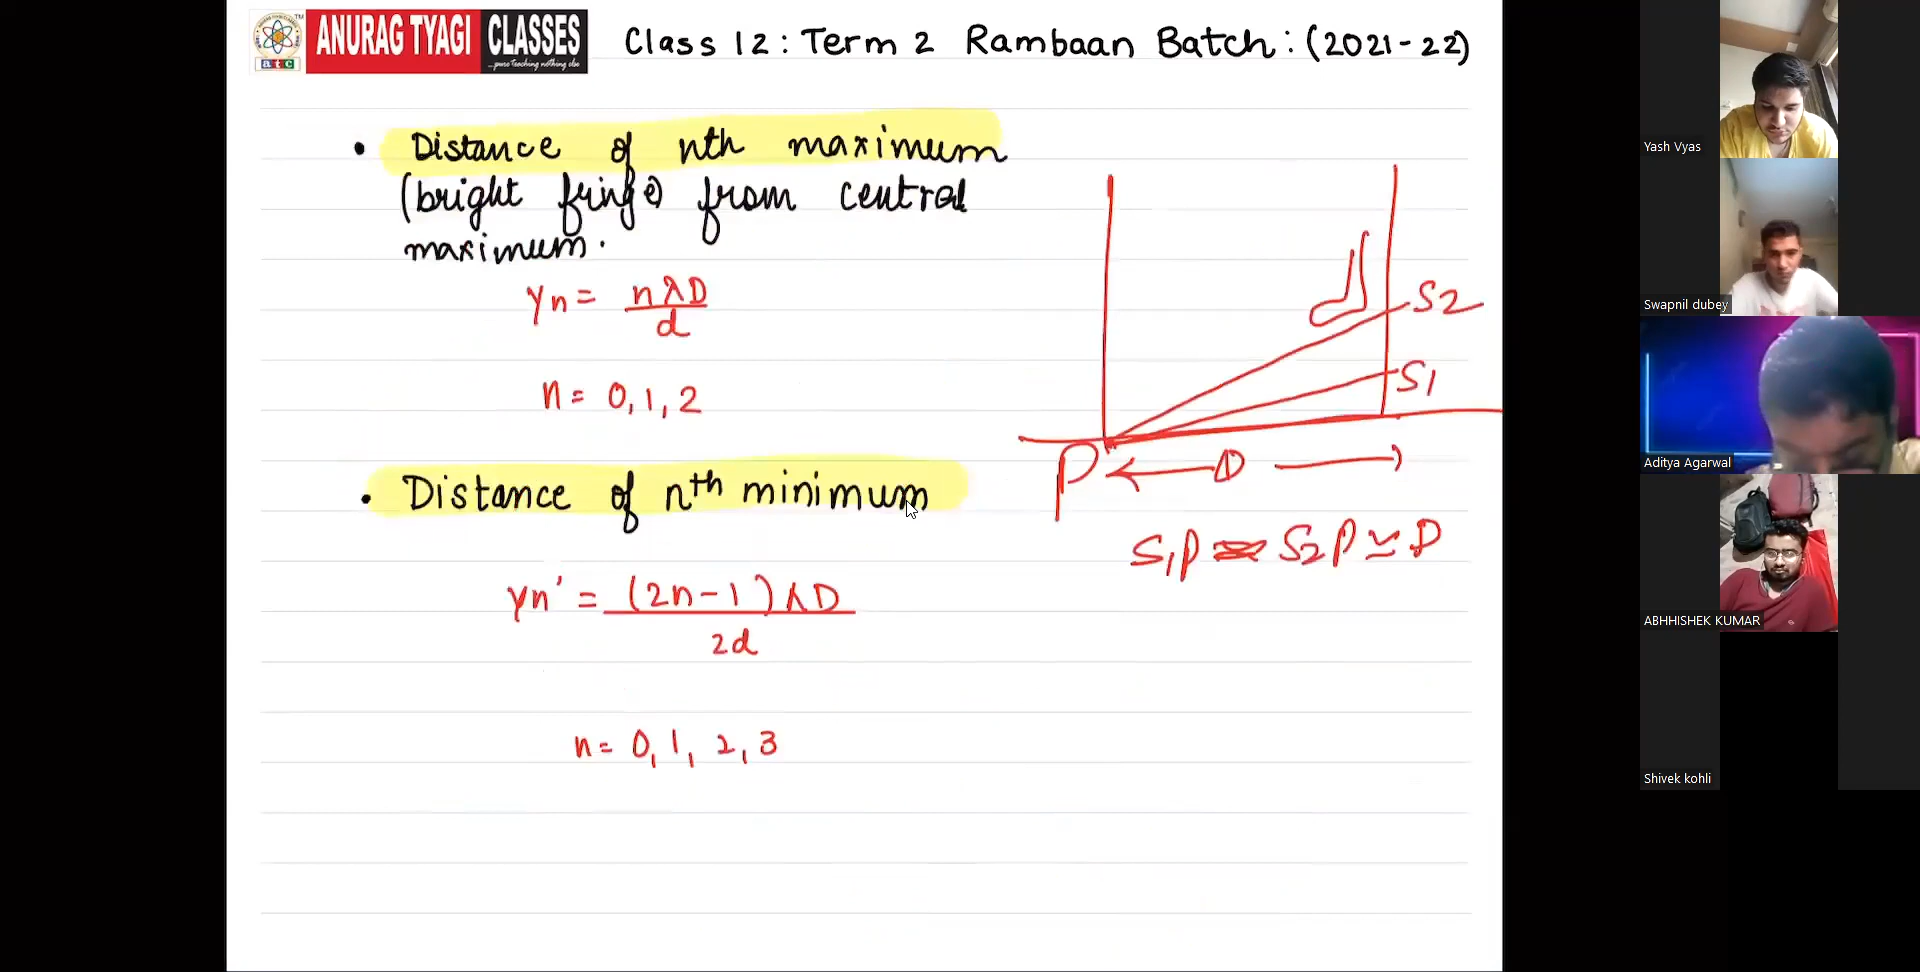 ANURAG TYAGI CLASSES
...pure teaching nothing else
atc
Class 12 : Term 2 Rambaan Batch : (2021-22)
• Distance of nth maximum
(bright fringe) from central
maximum.
yn = nλD
d
n = 0, 1, 2
• Distance of nth minimum
yn' = (2n-1)λD
2d
n = 0, 1, 2, 3
S2
S1
P
D
S1P = S2P ≃ D
Yash Vyas
Swapnil dubey
Aditya Agarwal
ABHHISHEK KUMAR
Shivek kohli